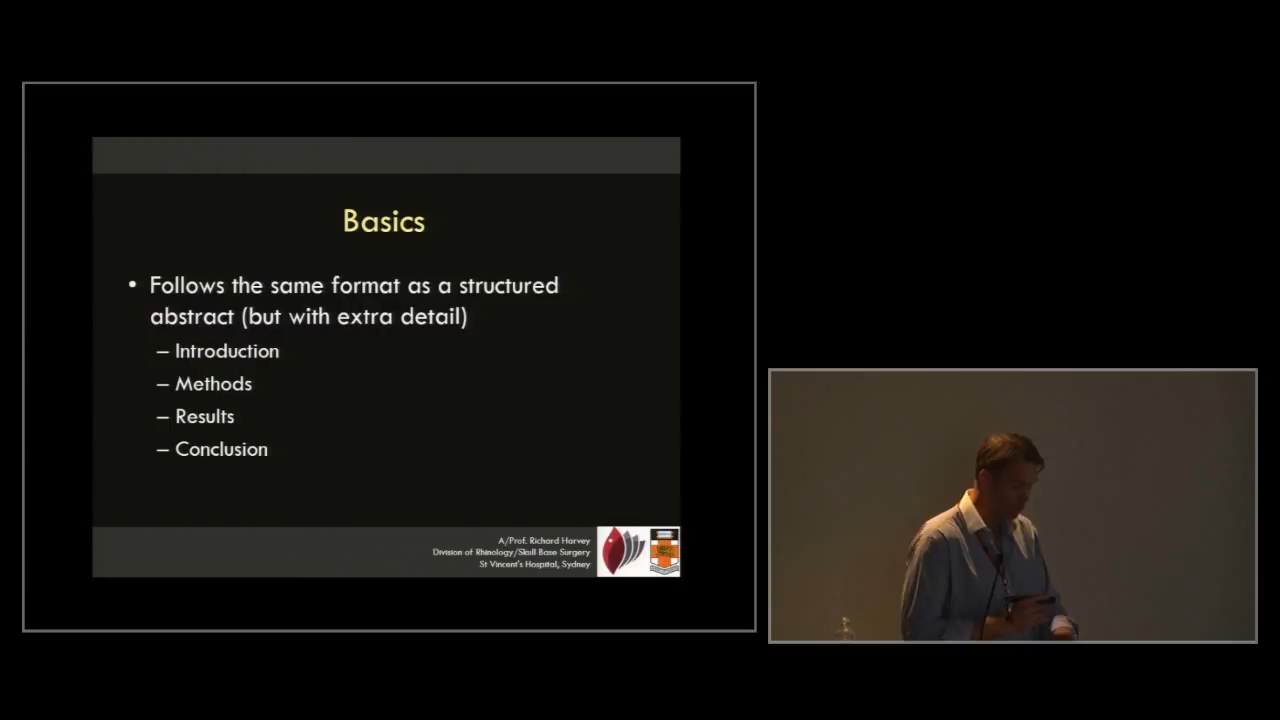 Basics
• Follows the same format as a structured
abstract (but with extra detail)
– Introduction
– Methods
– Results
– Conclusion
A/Prof. Richard Harvey
Division of Rhinology/Skull Base Surgery
St Vincent's Hospital, Sydney